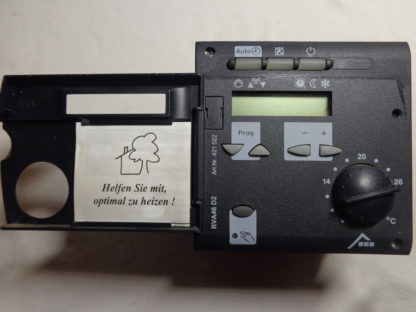 Auto
Prog
- +
Art.Nr. 421.022
14
20
26
°C
RVA46 D2
Helfen Sie mit,
optimal zu heizen !